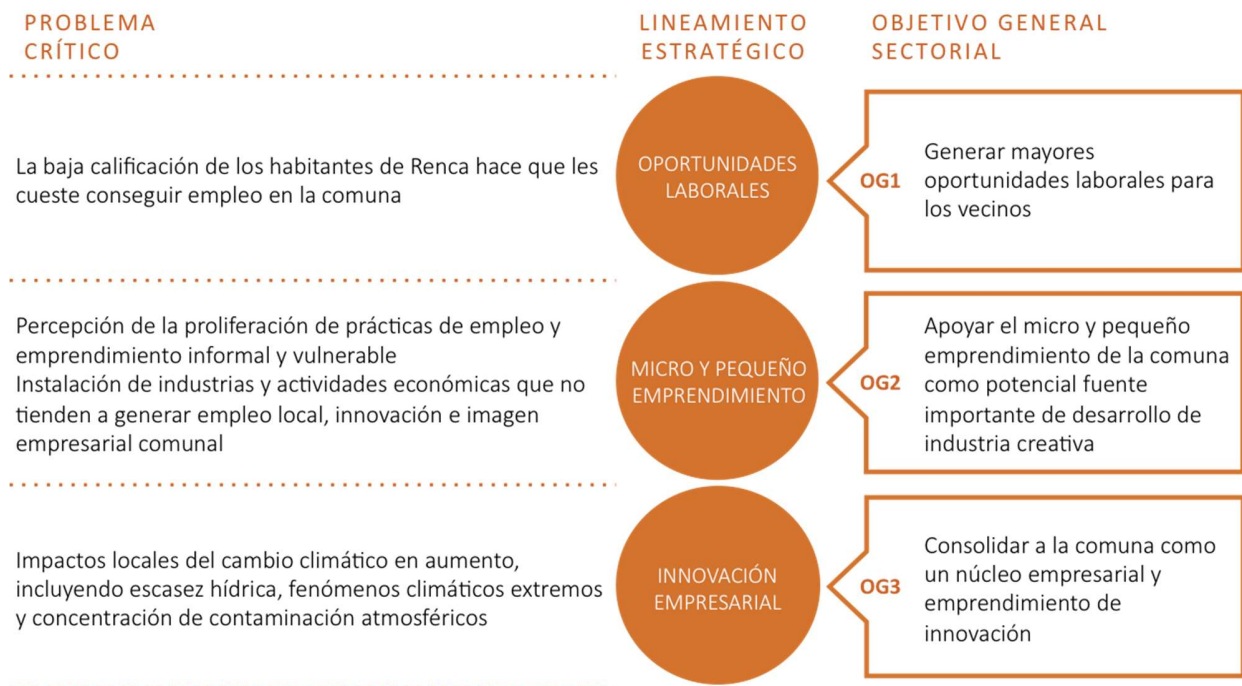 PROBLEMA
CRÍTICO
LINEAMIENTO
ESTRATÉGICO
OBJETIVO GENERAL
SECTORIAL
La baja calificación de los habitantes de Renca hace que les
cueste conseguir empleo en la comuna
OPORTUNIDADES
LABORALES
OG1
Generar mayores
oportunidades laborales para
los vecinos
Percepción de la proliferación de prácticas de empleo y
emprendimiento informal y vulnerable
Instalación de industrias y actividades económicas que no
tienden a generar empleo local, innovación e imagen
empresarial comunal
MICRO Y PEQUEÑO
EMPRENDIMIENTO
OG2
Apoyar el micro y pequeño
emprendimiento de la comuna
como potencial fuente
importante de desarrollo de
industria creativa
Impactos locales del cambio climático en aumento,
incluyendo escasez hídrica, fenómenos climáticos extremos
y concentración de contaminación atmosféricos
INNOVACIÓN
EMPRESARIAL
OG3
Consolidar a la comuna como
un núcleo empresarial y
emprendimiento de
innovación